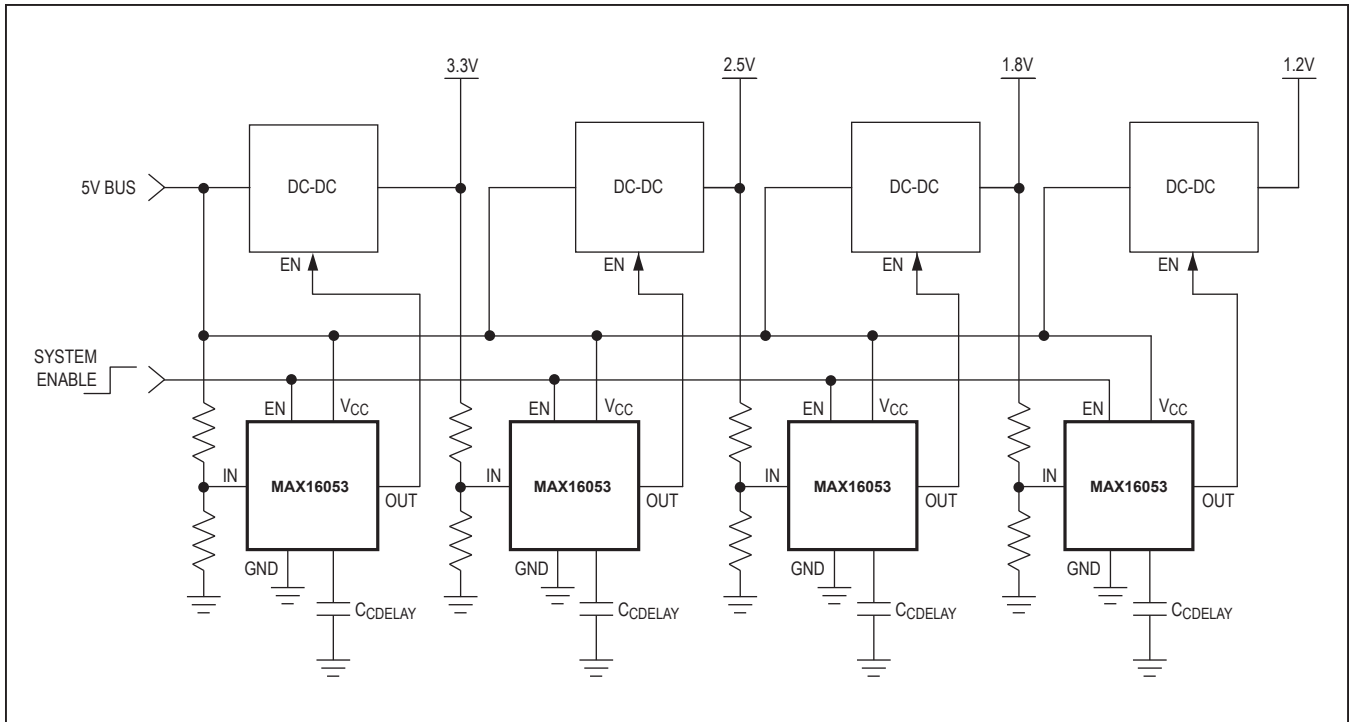 3.3V
2.5V
1.8V
1.2V
5V BUS
DC-DC
DC-DC
DC-DC
DC-DC
EN
EN
EN
EN
SYSTEM
ENABLE
EN
VCC
EN
VCC
EN
VCC
EN
VCC
IN
MAX16053
OUT
IN
MAX16053
OUT
IN
MAX16053
OUT
IN
MAX16053
OUT
GND
GND
GND
GND
CCDELAY
CCDELAY
CCDELAY
CCDELAY